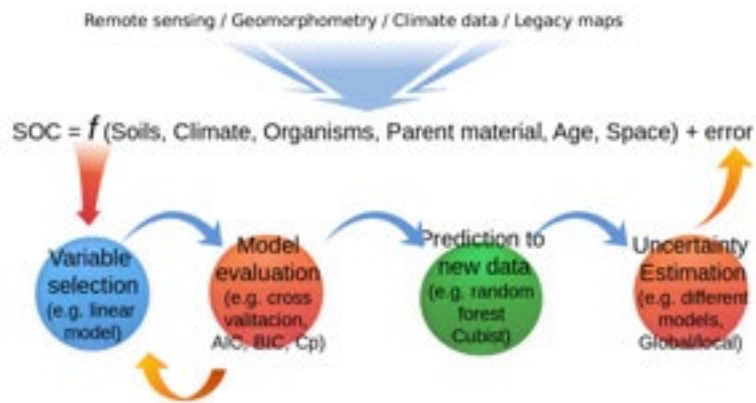 Remote sensing / Geomorphometry / Climate data / Legacy maps
SOC = f (Soils, Climate, Organisms, Parent material, Age, Space) + error
Variable
selection
(e.g. linear
model)
Model
evaluation
(e.g. cross
valitacion,
AIC, BIC, Cp)
Prediction to
new data
(e.g. random
forest
Cubist)
Uncertainty
Estimation
(e.g. different
models,
Global/local)